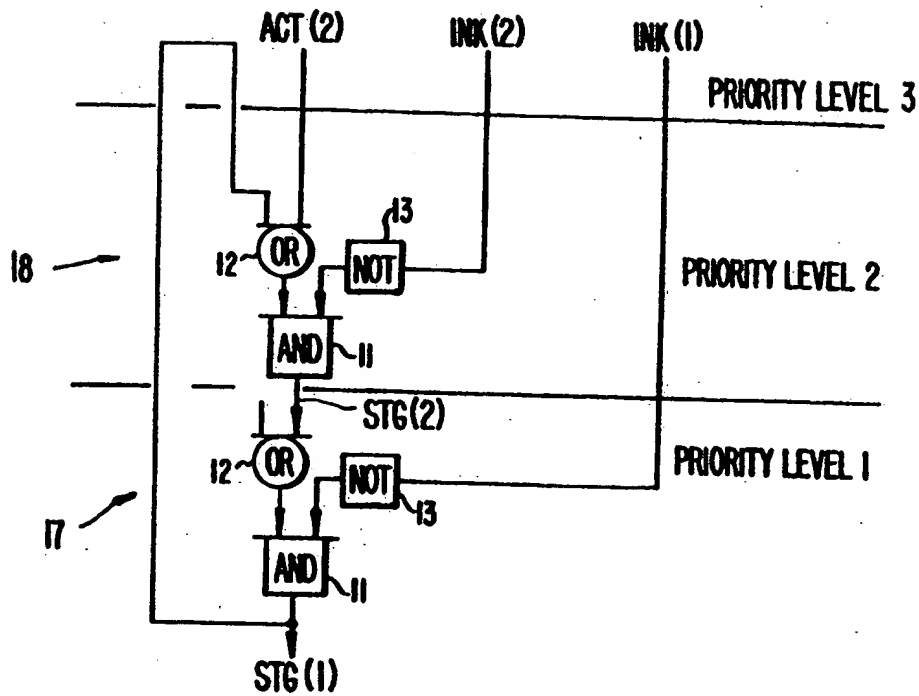 ACT(2) INK(2) INK(1)
PRIORITY LEVEL 3
13
12 OR NOT
18
PRIORITY LEVEL 2
AND 11
STG(2)
12 OR NOT 13
PRIORITY LEVEL 1
17
AND 11
STG(1)